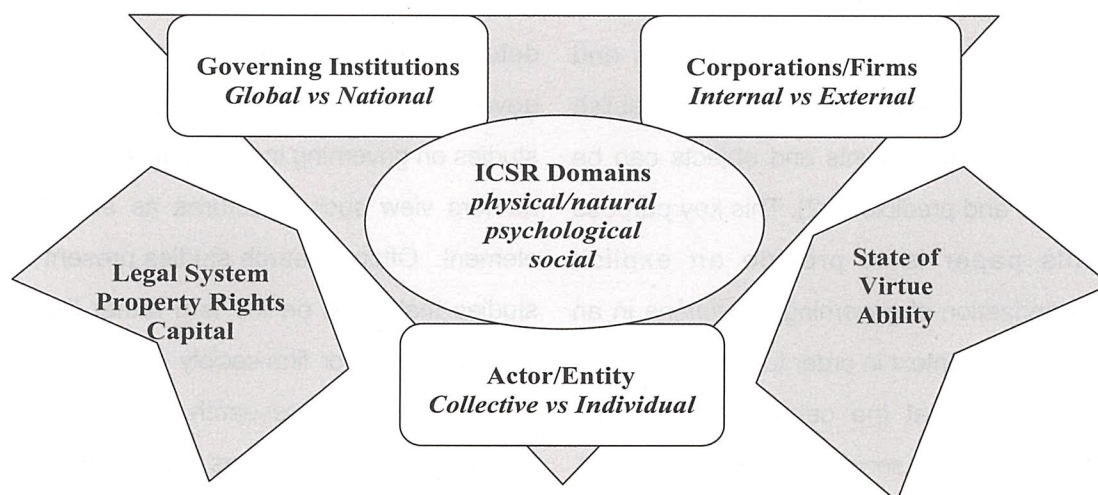 Governing Institutions
Global vs National
Corporations/Firms
Internal vs External
ICSR Domains
physical/natural
psychological
social
Legal System
Property Rights
Capital
State of
Virtue
Ability
Actor/Entity
Collective vs Individual